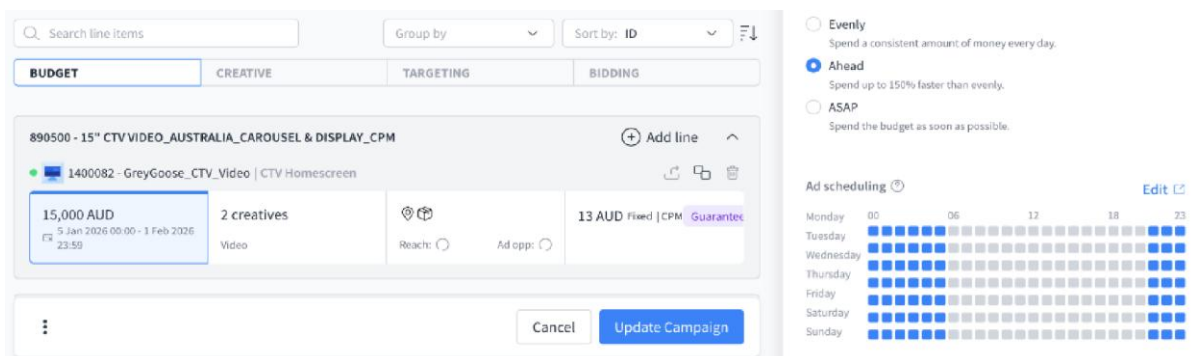 Search line items
Group by
Sort by: ID
BUDGET
CREATIVE
TARGETING
BIDDING
890500 - 15" CTV VIDEO_AUSTRALIA_CAROUSEL & DISPLAY_CPM
Add line
1400082 - GreyGoose_CTV_Video | CTV Homescreen
15,000 AUD
5 Jan 2026 00:00 - 1 Feb 2026
23:59
2 creatives
Video
Reach:
Ad opp:
13 AUD Fixed | CPM Guarantee
Cancel
Update Campaign
Evenly
Spend a consistent amount of money every day.
Ahead
Spend up to 150% faster than evenly.
ASAP
Spend the budget as soon as possible.
Ad scheduling
Edit
00 06 12 18 23
Monday
Tuesday
Wednesday
Thursday
Friday
Saturday
Sunday